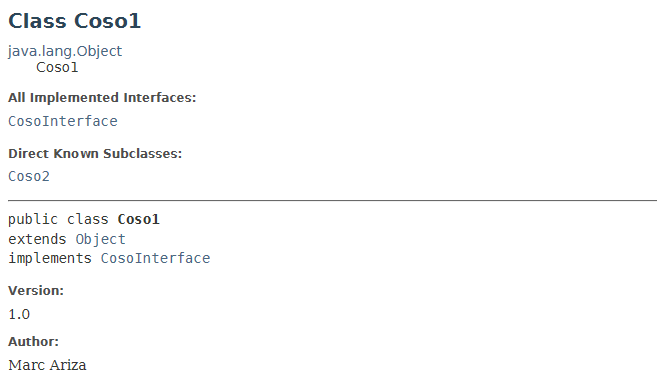 Class Coso1
java.lang.Object
Coso1
All Implemented Interfaces:
CosoInterface
Direct Known Subclasses:
Coso2
public class Coso1
extends Object
implements CosoInterface
Version:
1.0
Author:
Marc Ariza